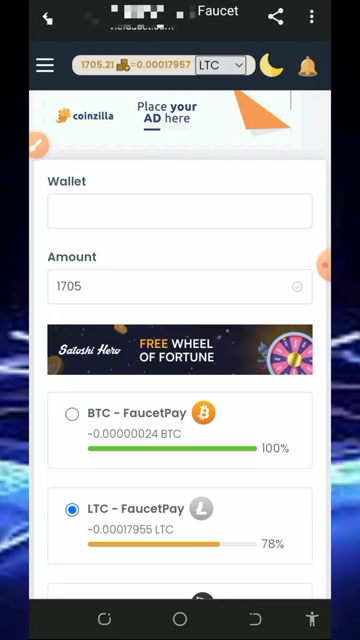 Faucet
1705.21 =0.00017957 LTC
coinzilla
Place your
AD here
Wallet
Amount
1705
Satoshi Hero
FREE WHEEL
OF FORTUNE
BTC - FaucetPay
~0.00000024 BTC
100%
LTC - FaucetPay
~0.00017955 LTC
78%